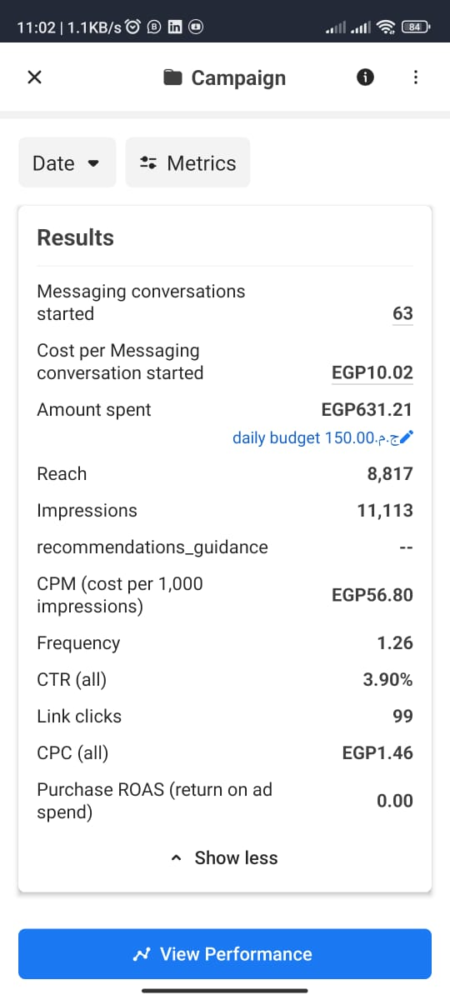 11:02 | 1.1KB/s
84
Campaign
Date
Metrics
Results
Messaging conversations
started
63
Cost per Messaging
conversation started
EGP10.02
Amount spent
EGP631.21
daily budget 150.00ج.م.
Reach
8,817
Impressions
11,113
recommendations_guidance
--
CPM (cost per 1,000
impressions)
EGP56.80
Frequency
1.26
CTR (all)
3.90%
Link clicks
99
CPC (all)
EGP1.46
Purchase ROAS (return on ad
spend)
0.00
Show less
View Performance